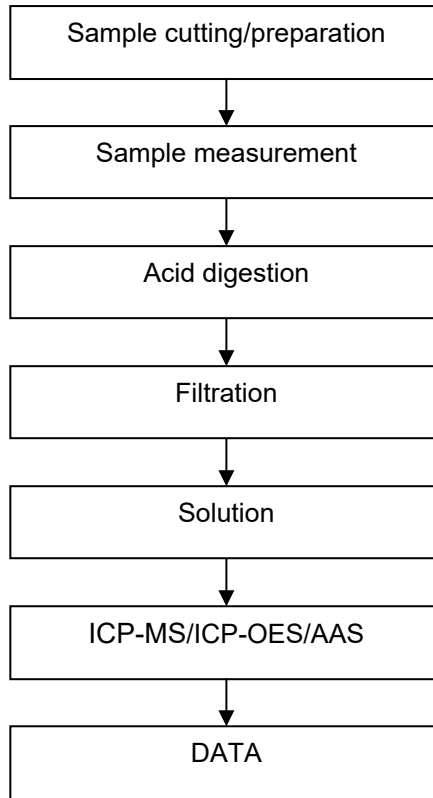 Sample cutting/preparation
Sample measurement
Acid digestion
Filtration
Solution
ICP-MS/ICP-OES/AAS
DATA